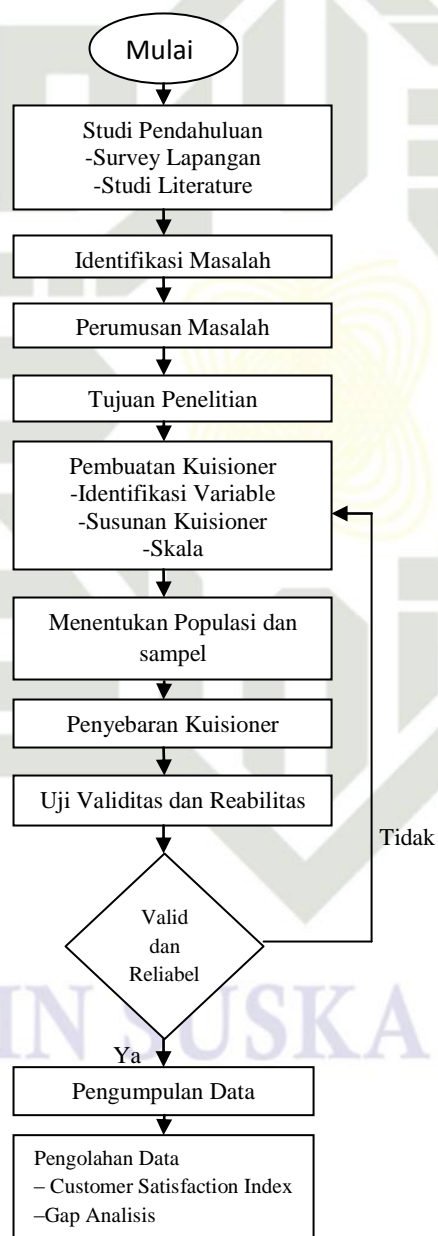 Mulai
Studi Pendahuluan
-Survey Lapangan
-Studi Literature
Identifikasi Masalah
Perumusan Masalah
Tujuan Penelitian
Pembuatan Kuisioner
-Identifikasi Variable
-Susunan Kuisioner
-Skala
Menentukan Populasi dan
sampel
Penyebaran Kuisioner
Uji Validitas dan Reabilitas
Tidak
Valid
dan
Reliabel
IN SUSKA
Ya
Pengumpulan Data
Pengolahan Data
– Customer Satisfaction Index
–Gap Analisis